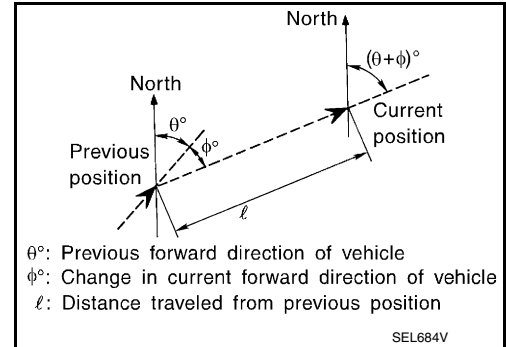 North
(θ+ϕ)°
North
θ°
ϕ°
Current
position
Previous
position
ℓ
θ°: Previous forward direction of vehicle
ϕ°: Change in current forward direction of vehicle
ℓ: Distance traveled from previous position
SEL684V